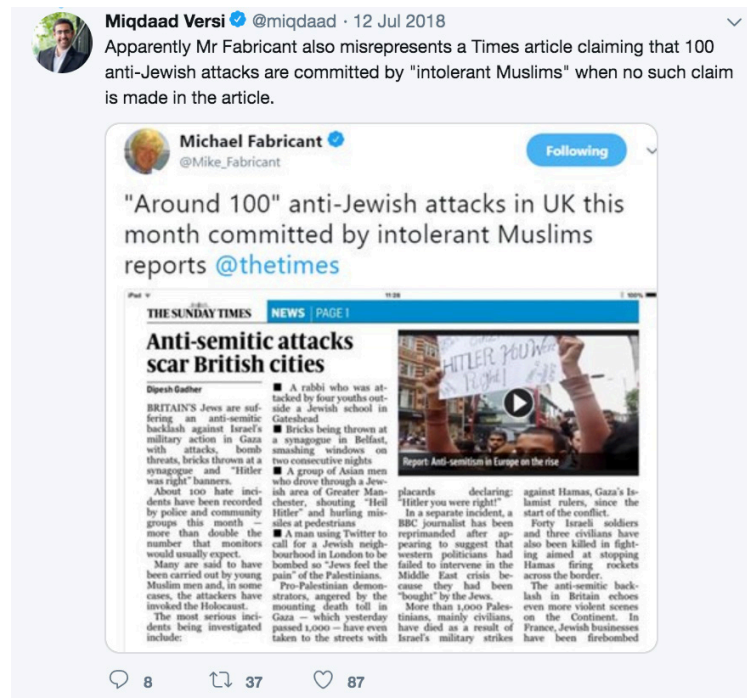 Miqdaad Versi @miqdaad · 12 Jul 2018
Apparently Mr Fabricant also misrepresents a Times article claiming that 100
anti-Jewish attacks are committed by "intolerant Muslims" when no such claim
is made in the article.
Michael Fabricant
@Mike_Fabricant
Following
"Around 100" anti-Jewish attacks in UK this
month committed by intolerant Muslims
reports @thetimes
iPad
11:28
100%
THE SUNDAY TIMES
NEWS | PAGE 1
Anti-semitic attacks
scar British cities
Dipesh Gadher
BRITAIN'S Jews are suf-
fering an anti-semitic
backlash against Israel's
military action in Gaza
with attacks, bomb
threats, bricks thrown at a
synagogue and "Hitler
was right" banners.
About 100 hate inci-
dents have been recorded
by police and community
groups this month —
more than double the
number that monitors
would usually expect.
Many are said to have
been carried out by young
Muslim men and, in some
cases, the attackers have
invoked the Holocaust.
The most serious inci-
dents being investigated
include:
■ A rabbi who was at-
tacked by four youths out-
side a Jewish school in
Gateshead
■ Bricks being thrown at
a synagogue in Belfast,
smashing windows on
two consecutive nights
■ A group of Asian men
who drove through a Jew-
ish area of Greater Man-
chester, shouting "Heil
Hitler" and hurling mis-
siles at pedestrians
■ A man using Twitter to
call for a Jewish neigh-
bourhood in London to be
bombed so "Jews feel the
pain" of the Palestinians.
Pro-Palestinian demon-
strators, angered by the
mounting death toll in
Gaza — which yesterday
passed 1,000 — have even
taken to the streets with
HITLER YOU WERE
Right!
Report: Anti-semitism in Europe on the rise
placards declaring:
"Hitler you were right!"
In a separate incident, a
BBC journalist has been
reprimanded after ap-
pearing to suggest that
western politicians had
failed to intervene in the
Middle East crisis be-
cause they had been
"bought" by the Jews.
More than 1,000 Pales-
tinians, mainly civilians,
have died as a result of
Israel's military strikes
against Hamas, Gaza's Is-
lamist rulers, since the
start of the conflict.
Forty Israeli soldiers
and three civilians have
also been killed in fight-
ing aimed at stopping
Hamas firing rockets
across the border.
The anti-semitic back-
lash in Britain echoes
even more violent scenes
on the Continent. In
France, Jewish businesses
have been firebombed
8
37
87